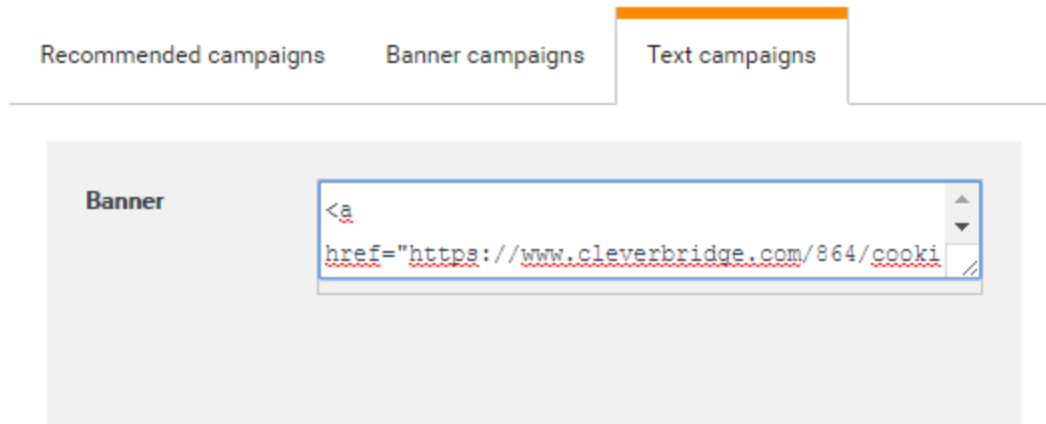 Recommended campaigns Banner campaigns Text campaigns
Banner
<a
href="https://www.cleverbridge.com/864/cooki